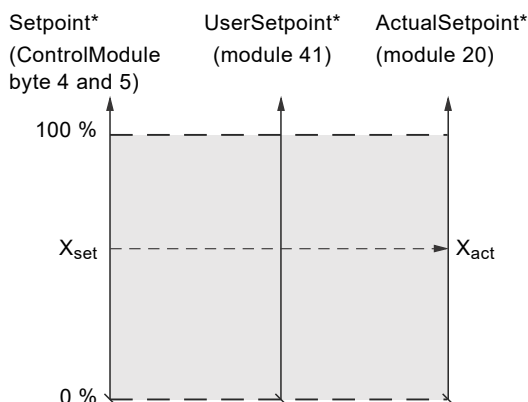 Setpoint*
(ControlModule
byte 4 and 5)
UserSetpoint*
(module 41)
ActualSetpoint*
(module 20)
100 %
Xset
Xact
0 %